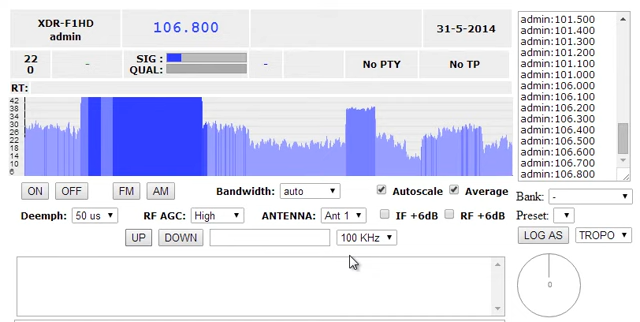 XDR-F1HD 106.800 31-5-2014
admin
22 - SIG : - No PTY No TP
0 QUAL:
RT:
42
38
34
30
26
22
18
14
10
6
ON OFF FM AM Bandwidth: auto Autoscale Average
Deemph: 50 us RF AGC: High ANTENNA: Ant 1 IF +6dB RF +6dB
UP DOWN 100 KHz
admin:101.500
admin:101.400
admin:101.300
admin:101.200
admin:101.100
admin:101.000
admin:106.000
admin:106.100
admin:106.200
admin:106.300
admin:106.400
admin:106.500
admin:106.600
admin:106.700
admin:106.800
Bank: -
Preset:
LOG AS TROPO
0